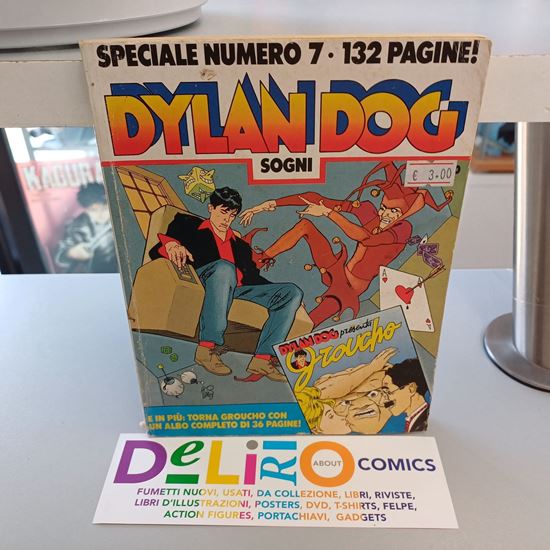 SPECIALE NUMERO 7 · 132 PAGINE!
DYLAN DOG
SOGNI
€ 3.00
KAGUR
A
DYLAN DOG presenta
Groucho
E IN PIÙ: TORNA GROUCHO CON
UN ALBO COMPLETO DI 36 PAGINE!
DeLiRiO
ABOUT
COMICS
FUMETTI NUOVI, USATI, DA COLLEZIONE, LIBRI, RIVISTE,
LIBRI D'ILLUSTRAZIONI, POSTERS, DVD, T-SHIRTS, FELPE,
ACTION FIGURES, PORTACHIAVI, GADGETS